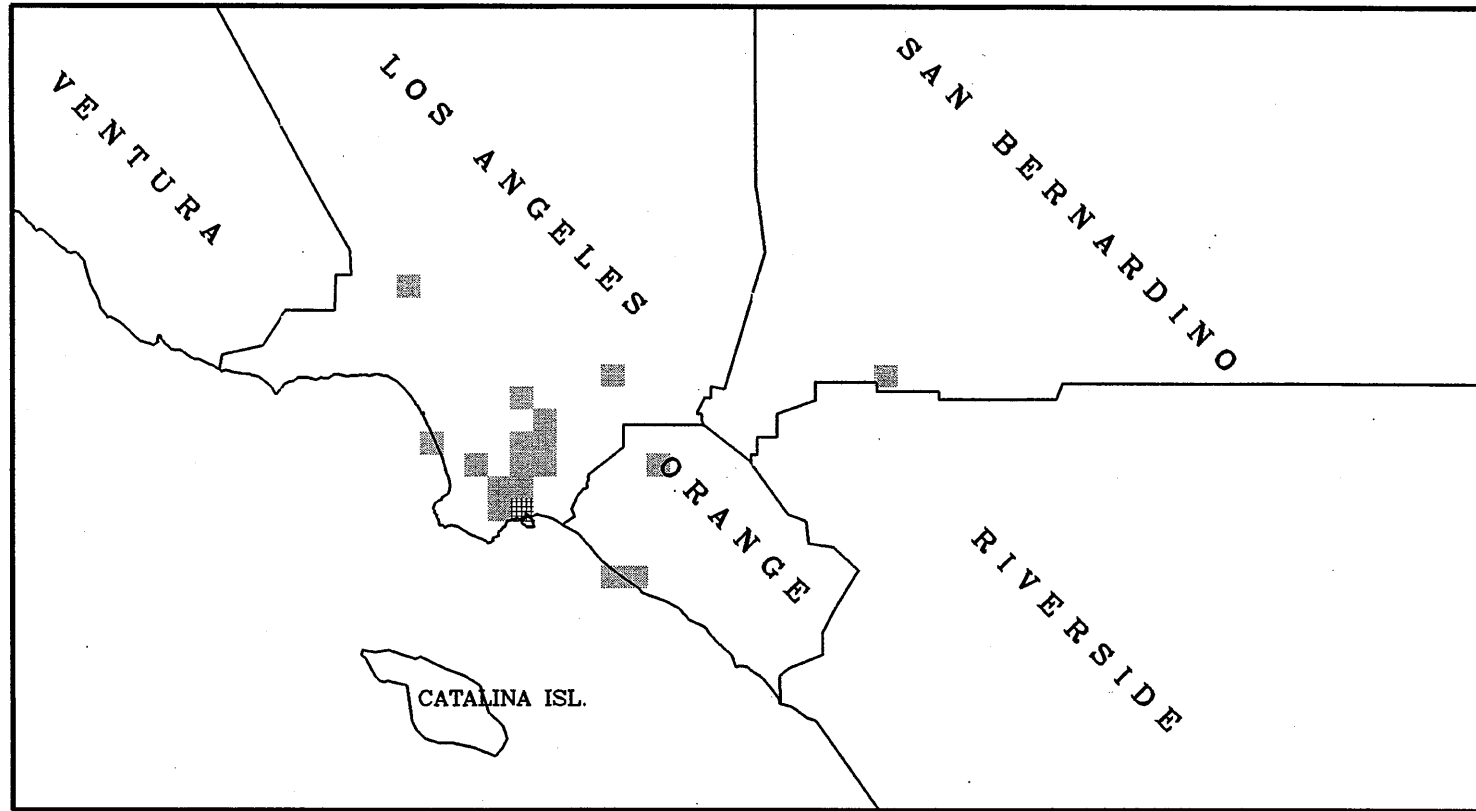 VENTURA
LOS ANGELES
SAN BERNARDINO
ORANGE
RIVERSIDE
CATALINA ISL.